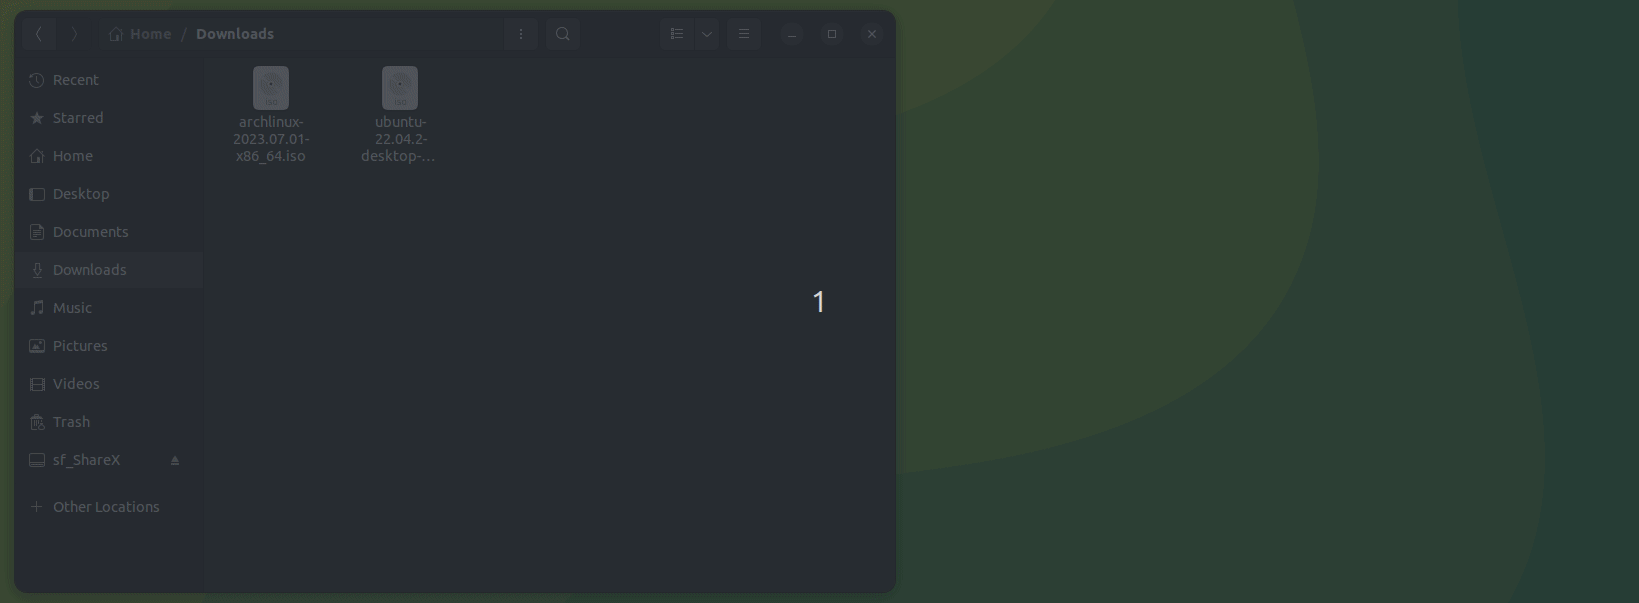 Home / Downloads
Recent
Starred
Home
Desktop
Documents
Downloads
Music
Pictures
Videos
Trash
sf_ShareX
Other Locations
iso
archlinux-
2023.07.01-
x86_64.iso
iso
ubuntu-
22.04.2-
desktop-...
1